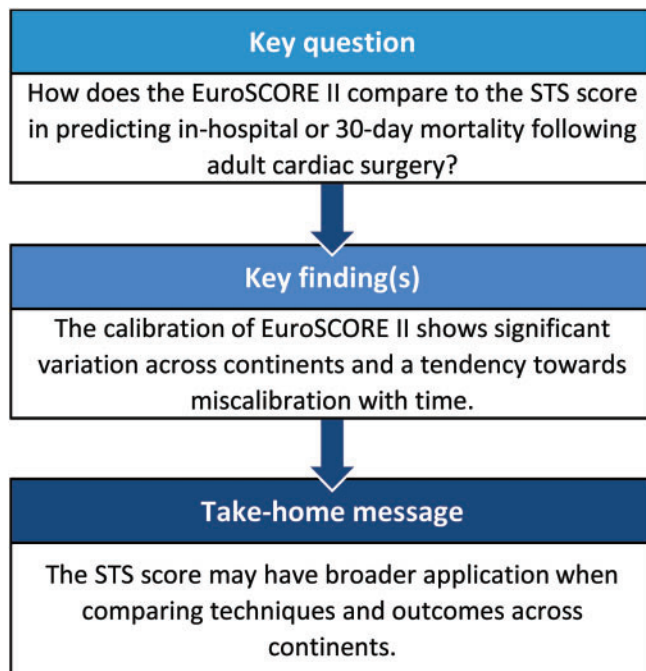 Key question
How does the EuroSCORE II compare to the STS score
in predicting in-hospital or 30-day mortality following
adult cardiac surgery?
Key finding(s)
The calibration of EuroSCORE II shows significant
variation across continents and a tendency towards
miscalibration with time.
Take-home message
The STS score may have broader application when
comparing techniques and outcomes across
continents.